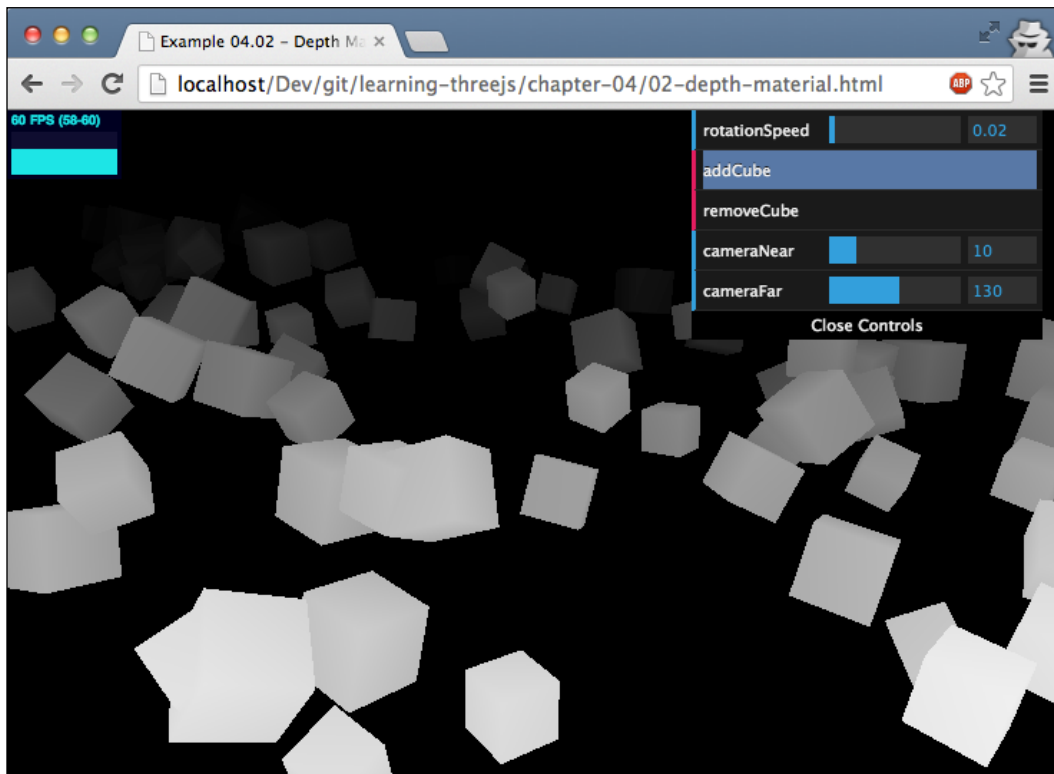 Example 04.02 – Depth Ma
localhost/Dev/git/learning-threejs/chapter-04/02-depth-material.html
ABP
60 FPS (58-60)
rotationSpeed 0.02
addCube
removeCube
cameraNear 10
cameraFar 130
Close Controls